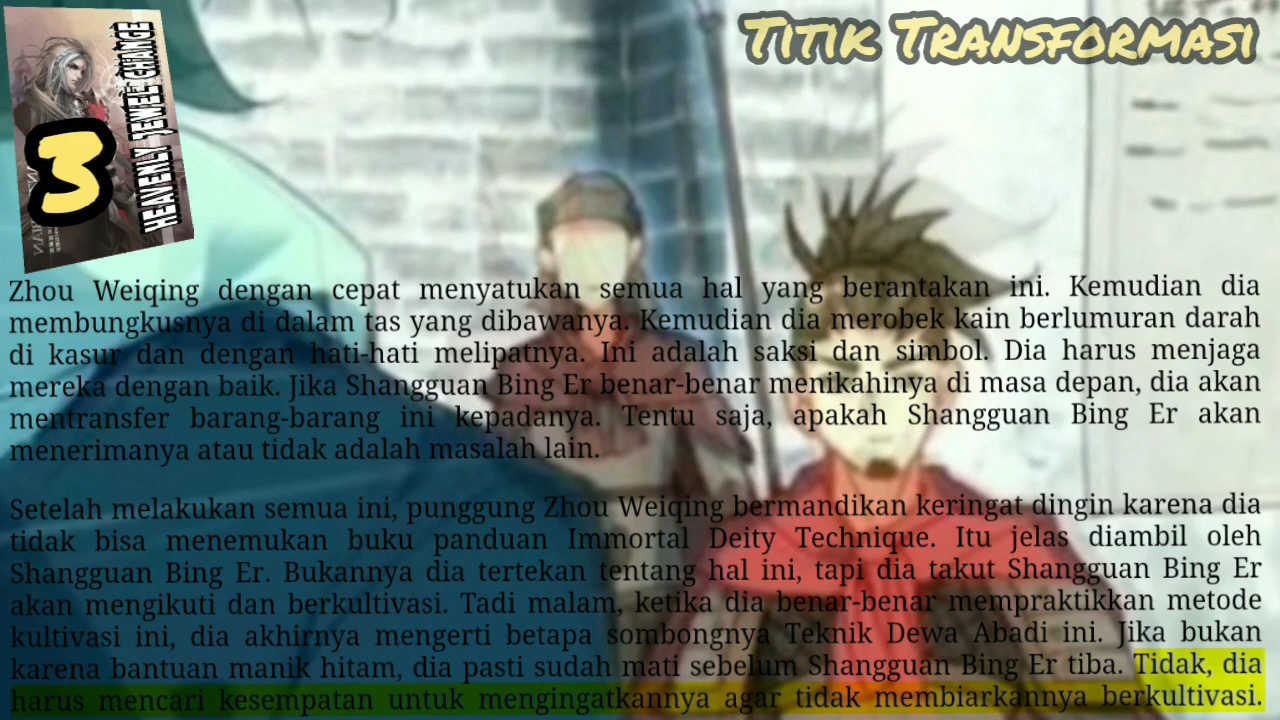 Titik Transformasi
HEAVENLY JEWEL CHANGE
3
Zhou Weiqing dengan cepat menyatukan semua hal yang berantakan ini. Kemudian dia
membungkusnya di dalam tas yang dibawanya. Kemudian dia merobek kain berlumuran darah
di kasur dan dengan hati-hati melipatnya. Ini adalah saksi dan simbol. Dia harus menjaga
mereka dengan baik. Jika Shangguan Bing Er benar-benar menikahinya di masa depan, dia akan
mentransfer barang-barang ini kepadanya. Tentu saja, apakah Shangguan Bing Er akan
menerimanya atau tidak adalah masalah lain.
Setelah melakukan semua ini, punggung Zhou Weiqing bermandikan keringat dingin karena dia
tidak bisa menemukan buku panduan Immortal Deity Technique. Itu jelas diambil oleh
Shangguan Bing Er. Bukannya dia tertekan tentang hal ini, tapi dia takut Shangguan Bing Er
akan mengikuti dan berkultivasi. Tadi malam, ketika dia benar-benar mempraktikkan metode
kultivasi ini, dia akhirnya mengerti betapa sombongnya Teknik Dewa Abadi ini. Jika bukan
karena bantuan manik hitam, dia pasti sudah mati sebelum Shangguan Bing Er tiba. Tidak, dia
harus mencari kesempatan untuk mengingatkannya agar tidak membiarkannya berkultivasi.